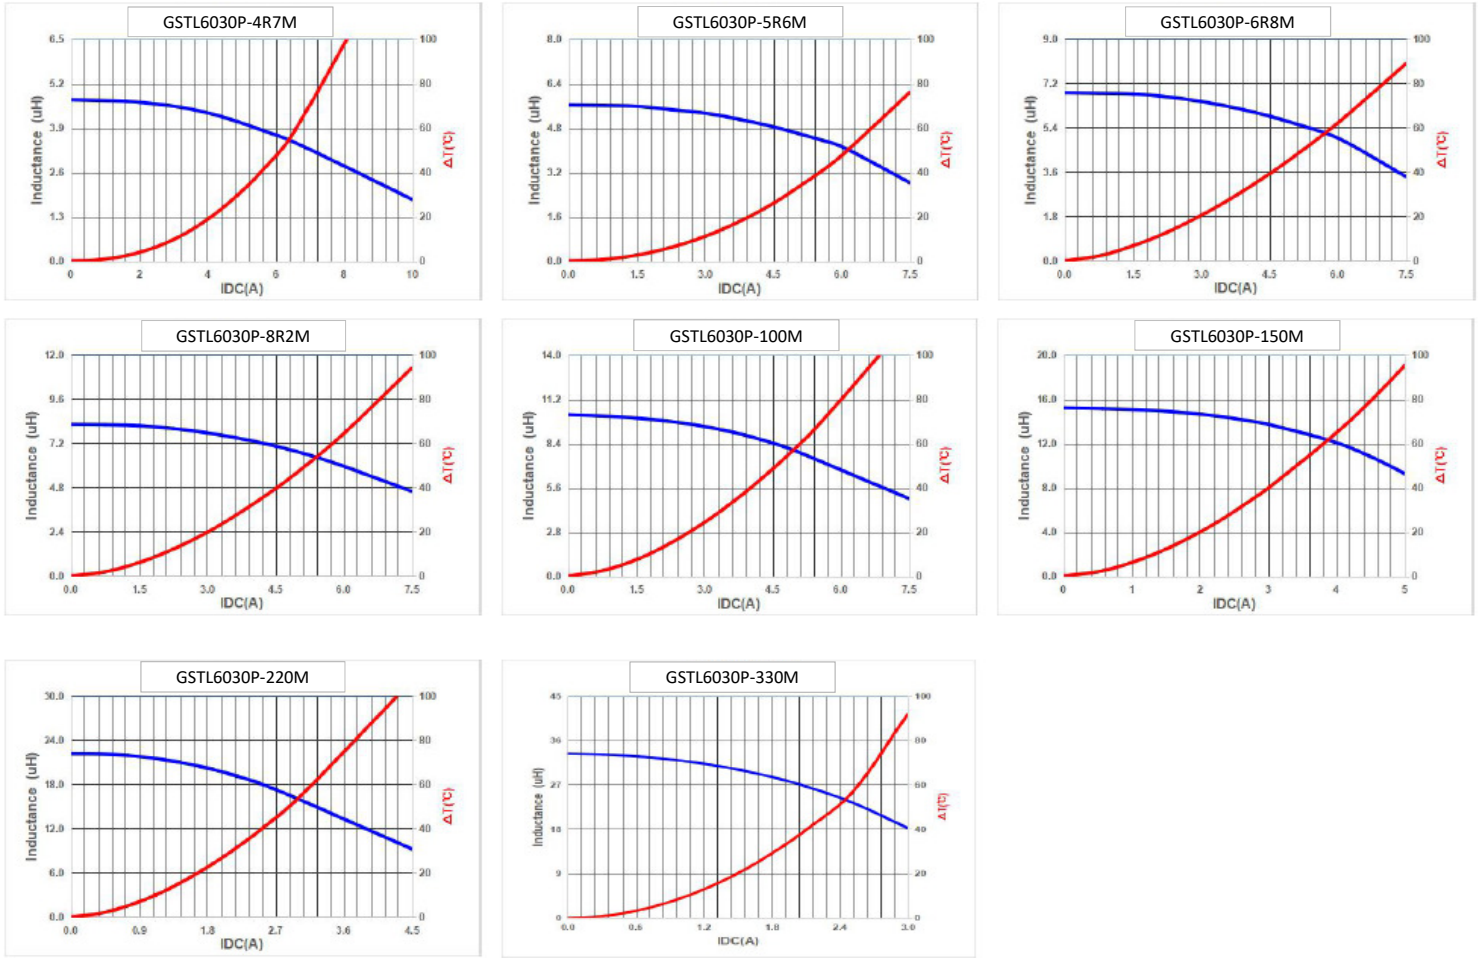 GSTL6030P-4R7M
6.5
5.2
3.9
2.6
1.3
0.0
Inductance (uH)
100
80
60
40
20
0
ΔT(℃)
0 2 4 6 8 10
IDC(A)
GSTL6030P-5R6M
8.0
6.4
4.8
3.2
1.6
0.0
Inductance (uH)
100
80
60
40
20
0
ΔT(℃)
0.0 1.5 3.0 4.5 6.0 7.5
IDC(A)
GSTL6030P-6R8M
9.0
7.2
5.4
3.6
1.8
0.0
Inductance (uH)
100
80
60
40
20
0
ΔT(℃)
0.0 1.5 3.0 4.5 6.0 7.5
IDC(A)
GSTL6030P-8R2M
12.0
9.6
7.2
4.8
2.4
0.0
Inductance (uH)
100
80
60
40
20
0
ΔT(℃)
0.0 1.5 3.0 4.5 6.0 7.5
IDC(A)
GSTL6030P-100M
14.0
11.2
8.4
5.6
2.8
0.0
Inductance (uH)
100
80
60
40
20
0
ΔT(℃)
0.0 1.5 3.0 4.5 6.0 7.5
IDC(A)
GSTL6030P-150M
20.0
16.0
12.0
8.0
4.0
0.0
Inductance (uH)
100
80
60
40
20
0
ΔT(℃)
0 1 2 3 4 5
IDC(A)
GSTL6030P-220M
30.0
24.0
18.0
12.0
6.0
0.0
Inductance (uH)
100
80
60
40
20
0
ΔT(℃)
0.0 0.9 1.8 2.7 3.6 4.5
IDC(A)
GSTL6030P-330M
45
36
27
18
9
0
Inductance (uH)
100
80
60
40
20
0
ΔT(℃)
0.0 0.6 1.2 1.8 2.4 3.0
IDC(A)